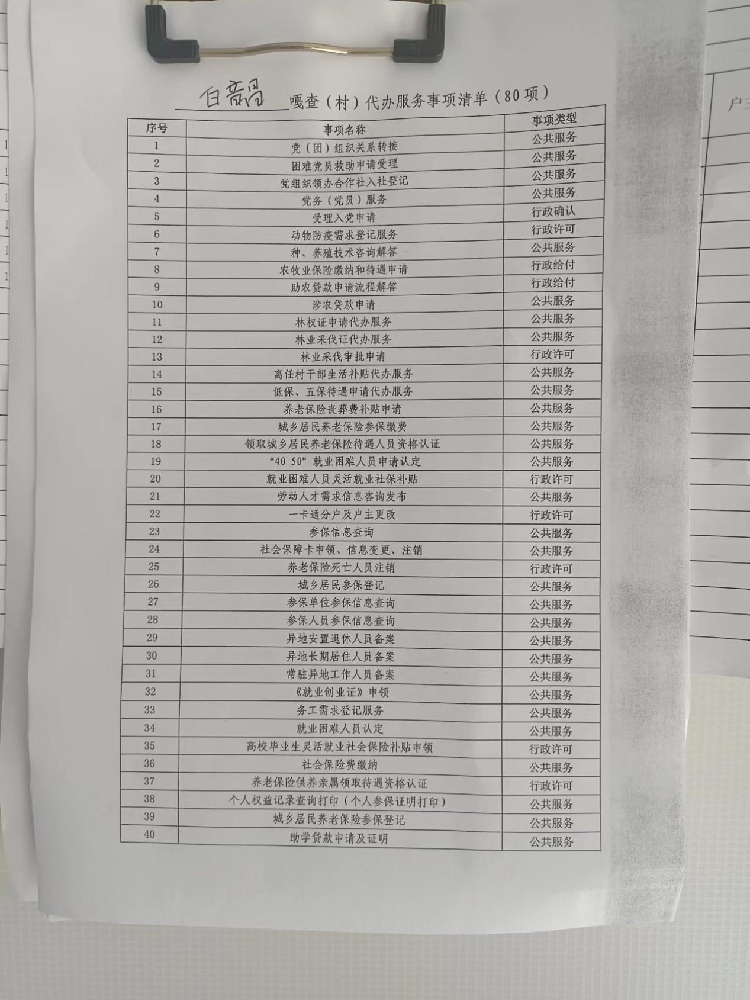 白音昌 嘎查（村）代办服务事项清单（80 项）
序号 事项名称 事项类型
1 党（团）组织关系转接 公共服务
2 困难党员救助申请受理 公共服务
3 党组织领办合作社入社登记 公共服务
4 党务（党员）服务 公共服务
5 受理入党申请 行政确认
6 动物防疫需求登记服务 行政许可
7 种、养殖技术咨询解答 公共服务
8 农牧业保险缴纳和待遇申请 行政给付
9 助农贷款申请流程解答 行政给付
10 涉农贷款申请 公共服务
11 林权证申请代办服务 公共服务
12 林业采伐证代办服务 公共服务
13 林业采伐审批申请 行政许可
14 离任村干部生活补贴代办服务 公共服务
15 低保、五保待遇申请代办服务 公共服务
16 养老保险丧葬费补贴申请 公共服务
17 城乡居民养老保险参保缴费 公共服务
18 领取城乡居民养老保险待遇人员资格认证 公共服务
19 “40 50”就业困难人员申请认定 公共服务
20 就业困难人员灵活就业社保补贴 行政许可
21 劳动人才需求信息咨询发布 公共服务
22 一卡通分户及户主更改 行政许可
23 参保信息查询 公共服务
24 社会保障卡申领、信息变更、注销 公共服务
25 养老保险死亡人员注销 行政许可
26 城乡居民参保登记 公共服务
27 参保单位参保信息查询 公共服务
28 参保人员参保信息查询 公共服务
29 异地安置退休人员备案 公共服务
30 异地长期居住人员备案 公共服务
31 常驻异地工作人员备案 公共服务
32 《就业创业证》申领 公共服务
33 务工需求登记服务 公共服务
34 就业困难人员认定 公共服务
35 高校毕业生灵活就业社会保险补贴申领 行政许可
36 社会保险费缴纳 公共服务
37 养老保险供养亲属领取待遇资格认证 行政许可
38 个人权益记录查询打印（个人参保证明打印） 公共服务
39 城乡居民养老保险参保登记 公共服务
40 助学贷款申请及证明 公共服务